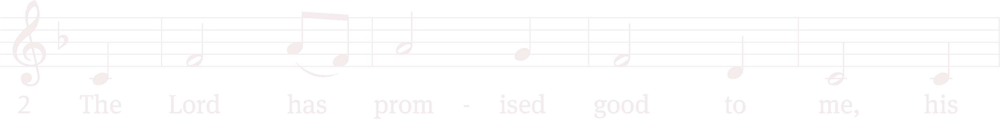 2 The Lord has prom - ised good to me, his